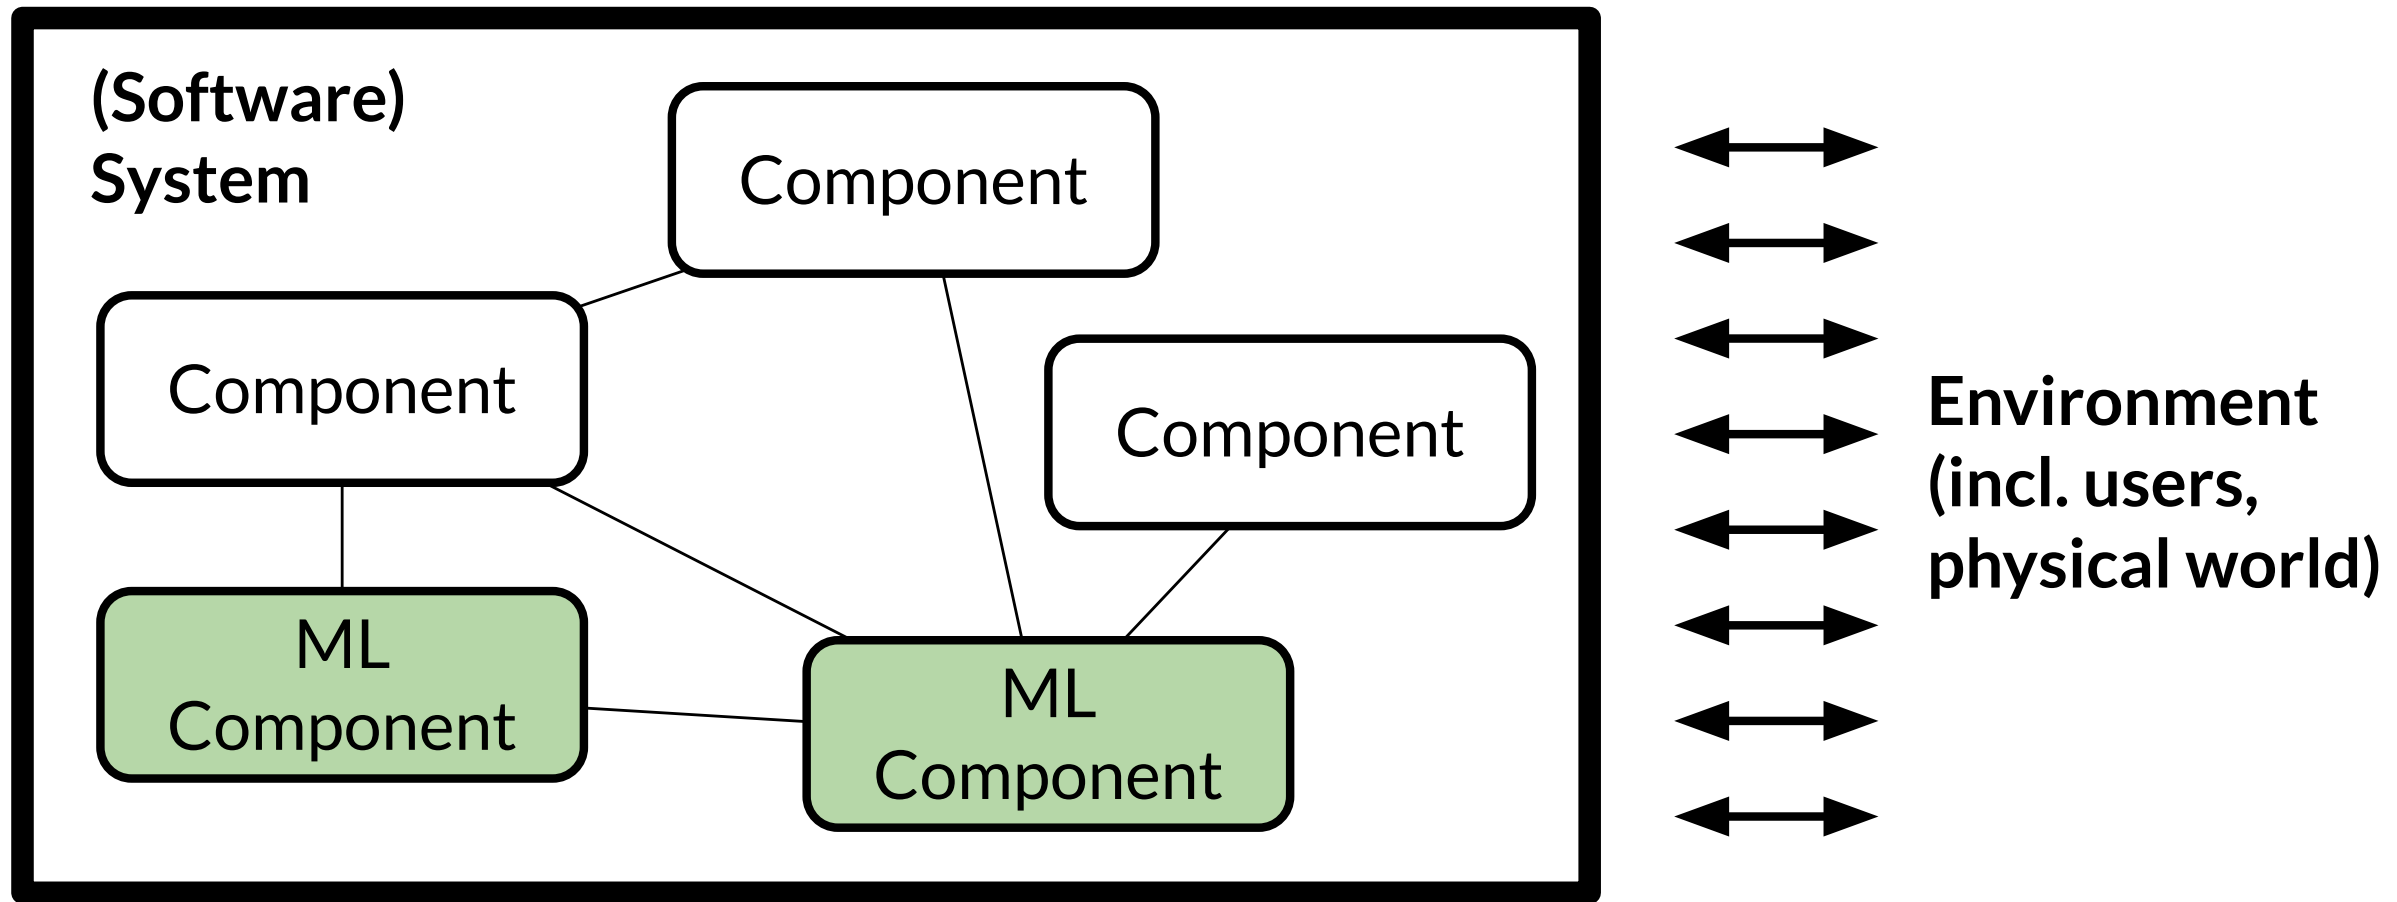 (Software)
System
Component
Component
Component
ML
Component
ML
Component
Environment
(incl. users,
physical world)